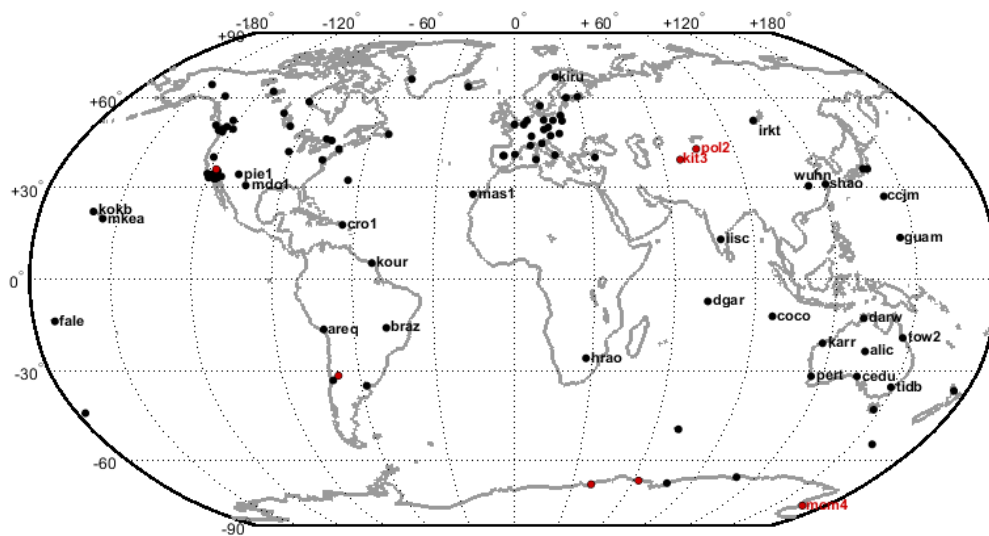 -180° -120° - 60 0° + 60° +120° +180°
+90
kiru
+60
irkt
pol2
kit3
pie1
wuhn
shao
mdo1
+30
mas1
ccjm
kokb
mkea
cro1
guam
iisc
kour
0°
dgar
coco
fale
areq
braz
darw
tow2
karr
alic
hrao
-30
pert
cedu
tidb
-60
mcm4
-90